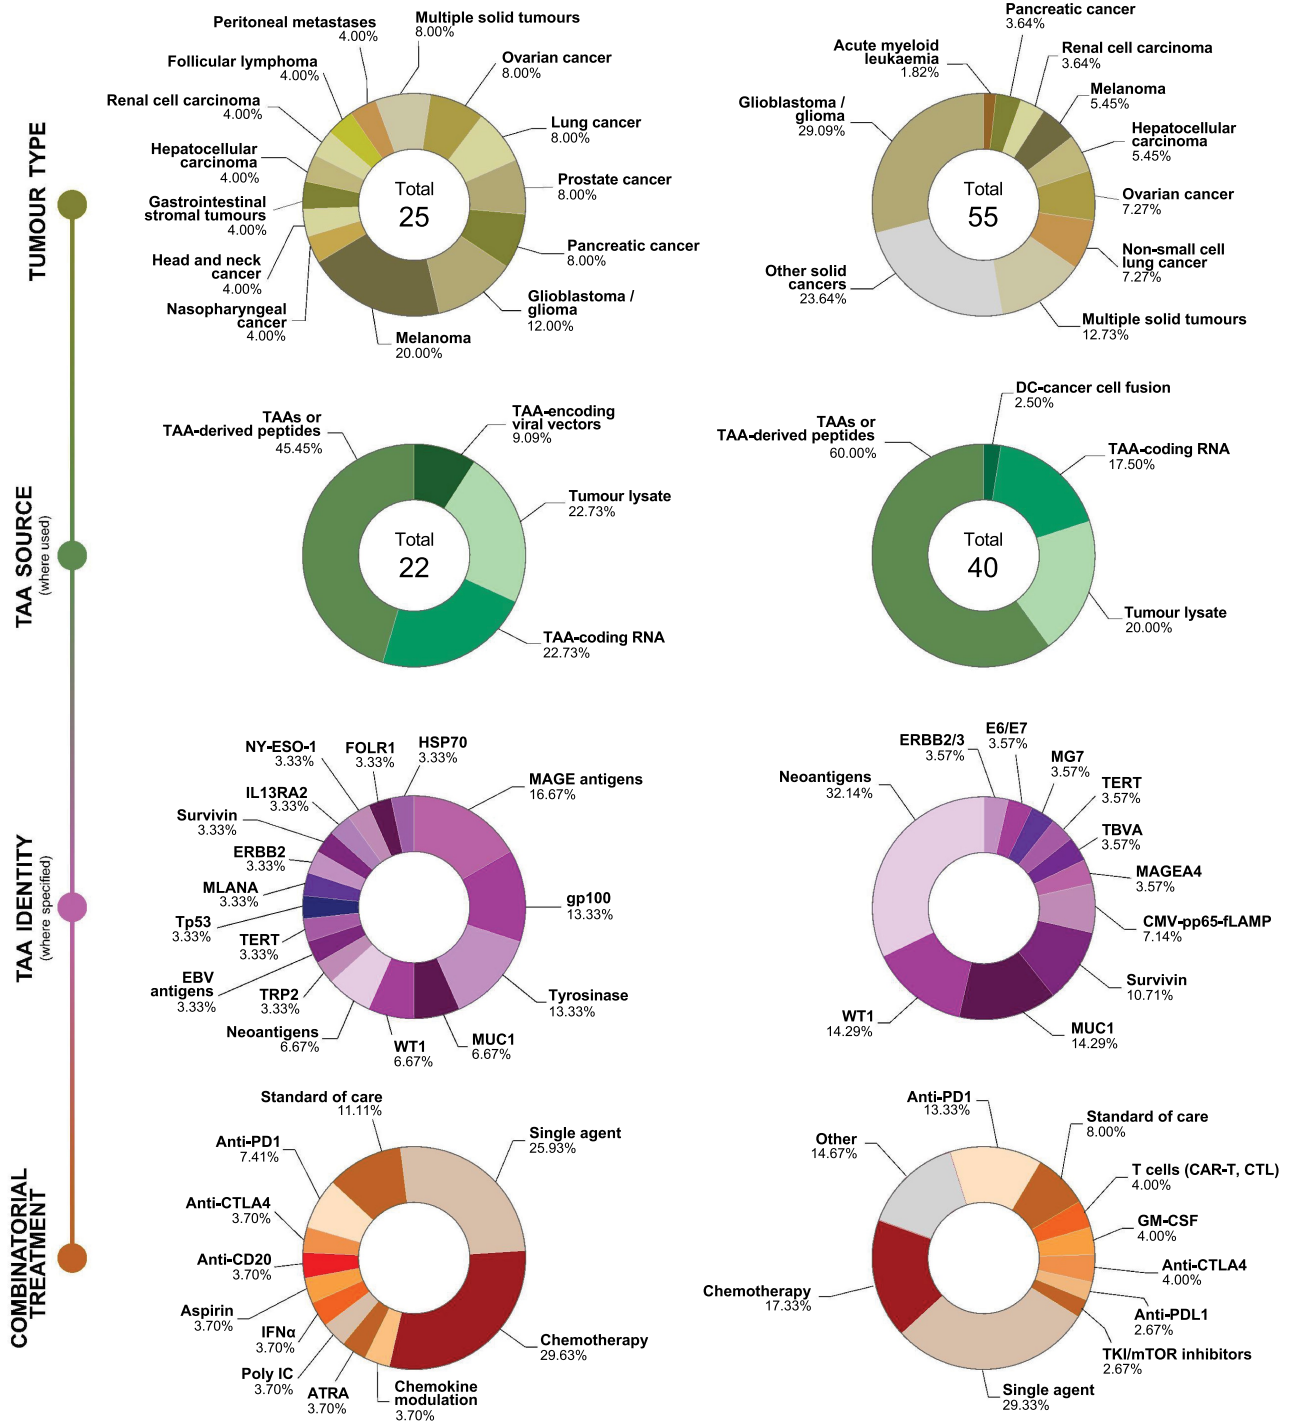 TUMOUR TYPE
Peritoneal metastases
4.00%
Multiple solid tumours
8.00%
Follicular lymphoma
4.00%
Ovarian cancer
8.00%
Renal cell carcinoma
4.00%
Lung cancer
8.00%
Hepatocellular
carcinoma
4.00%
Prostate cancer
8.00%
Gastrointestinal
stromal tumours
4.00%
Pancreatic cancer
8.00%
Head and neck
cancer
4.00%
Glioblastoma /
glioma
12.00%
Nasopharyngeal
cancer
4.00%
Melanoma
20.00%
Total
25
Pancreatic cancer
3.64%
Acute myeloid
leukaemia
1.82%
Renal cell carcinoma
3.64%
Glioblastoma /
glioma
29.09%
Melanoma
5.45%
Hepatocellular
carcinoma
5.45%
Ovarian cancer
7.27%
Non-small cell
lung cancer
7.27%
Other solid
cancers
23.64%
Multiple solid tumours
12.73%
Total
55
TAA SOURCE
(where used)
TAAs or
TAA-derived peptides
45.45%
TAA-encoding
viral vectors
9.09%
Tumour lysate
22.73%
TAA-coding RNA
22.73%
Total
22
DC-cancer cell fusion
2.50%
TAAs or
TAA-derived peptides
60.00%
TAA-coding RNA
17.50%
Tumour lysate
20.00%
Total
40
TAA IDENTITY
(where specified)
NY-ESO-1
3.33%
FOLR1
3.33%
HSP70
3.33%
MAGE antigens
16.67%
IL13RA2
3.33%
Survivin
3.33%
ERBB2
3.33%
MLANA
3.33%
gp100
13.33%
Tp53
3.33%
TERT
3.33%
EBV
antigens
3.33%
TRP2
3.33%
Tyrosinase
13.33%
Neoantigens
6.67%
WT1
6.67%
MUC1
6.67%
ERBB2/3
3.57%
E6/E7
3.57%
MG7
3.57%
Neoantigens
32.14%
TERT
3.57%
TBVA
3.57%
MAGEA4
3.57%
CMV-pp65-fLAMP
7.14%
Survivin
10.71%
WT1
14.29%
MUC1
14.29%
COMBINATORIAL
TREATMENT
Standard of care
11.11%
Single agent
25.93%
Anti-PD1
7.41%
Anti-CTLA4
3.70%
Anti-CD20
3.70%
Aspirin
3.70%
IFNα
3.70%
Poly IC
3.70%
ATRA
3.70%
Chemokine
modulation
3.70%
Chemotherapy
29.63%
Anti-PD1
13.33%
Standard of care
8.00%
Other
14.67%
T cells (CAR-T, CTL)
4.00%
GM-CSF
4.00%
Anti-CTLA4
4.00%
Chemotherapy
17.33%
Anti-PDL1
2.67%
TKI/mTOR inhibitors
2.67%
Single agent
29.33%